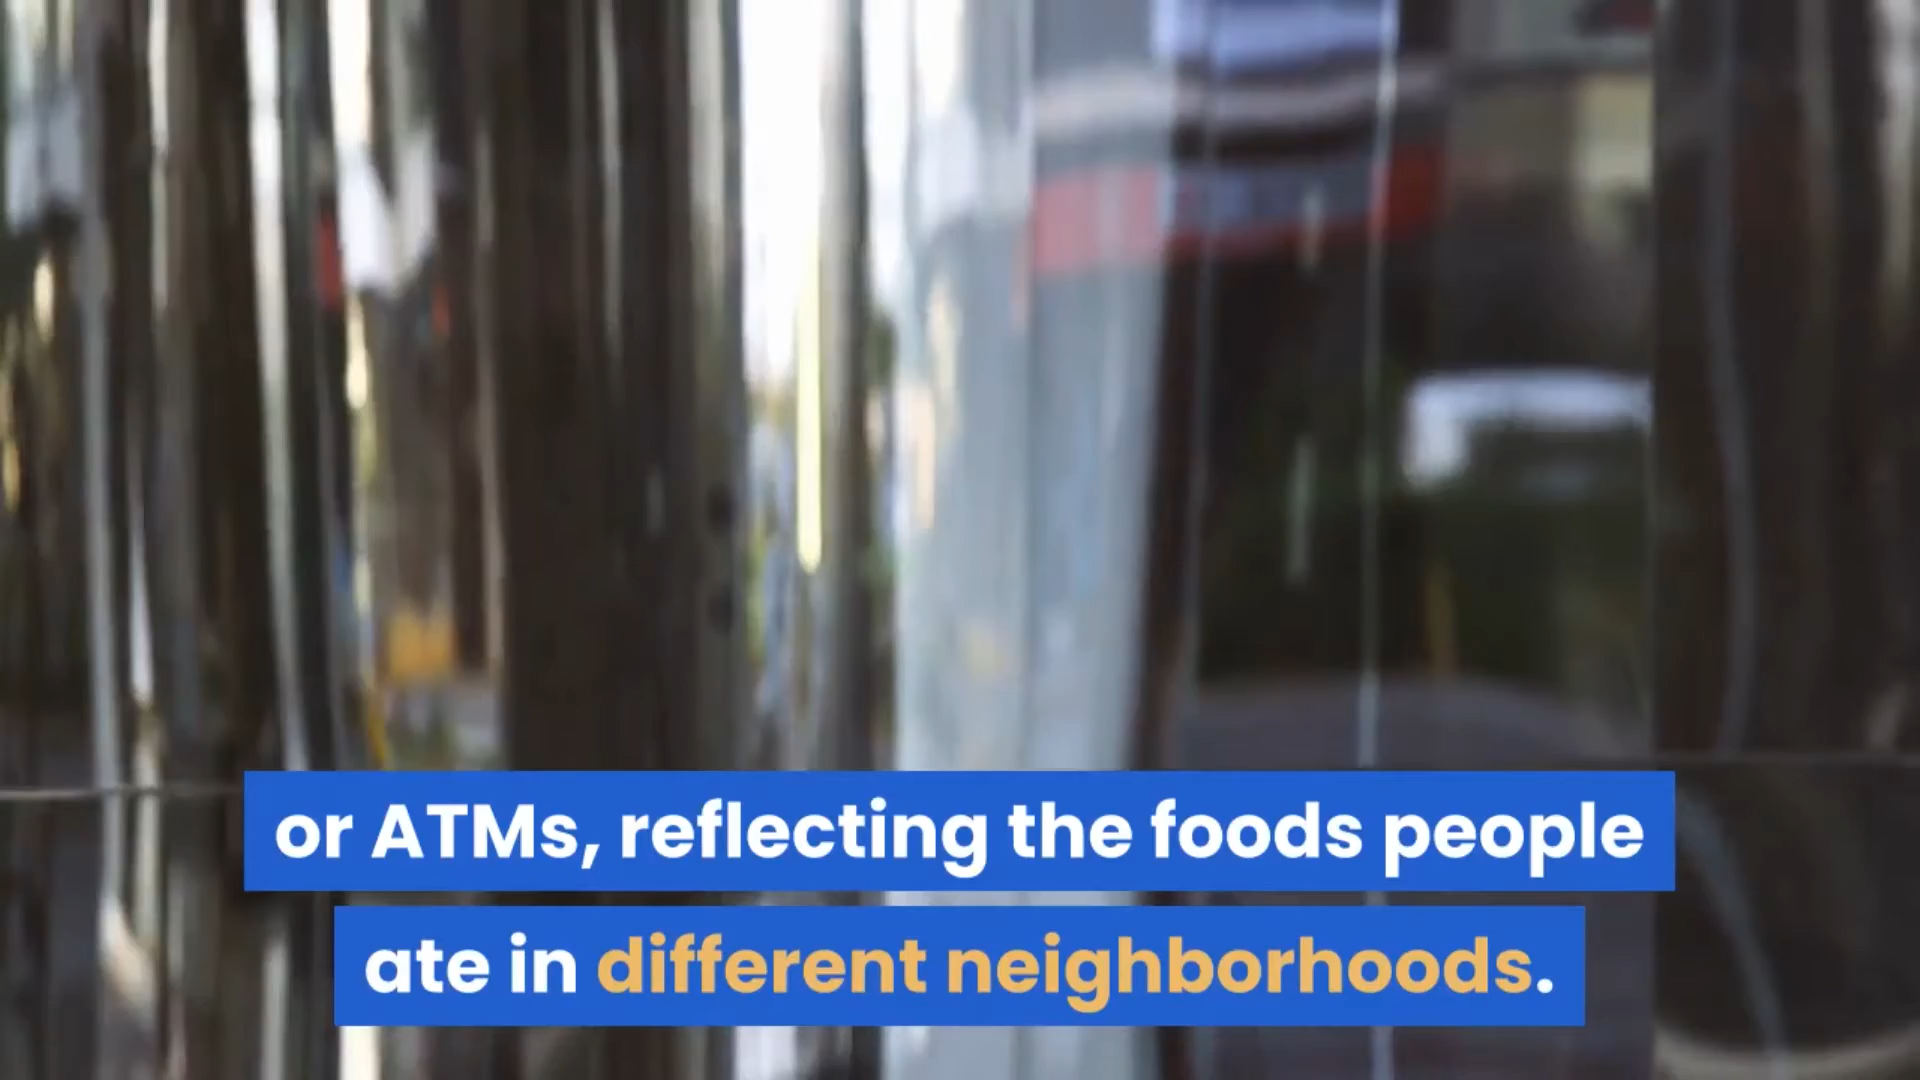 or ATMs, reflecting the foods people
ate in different neighborhoods.